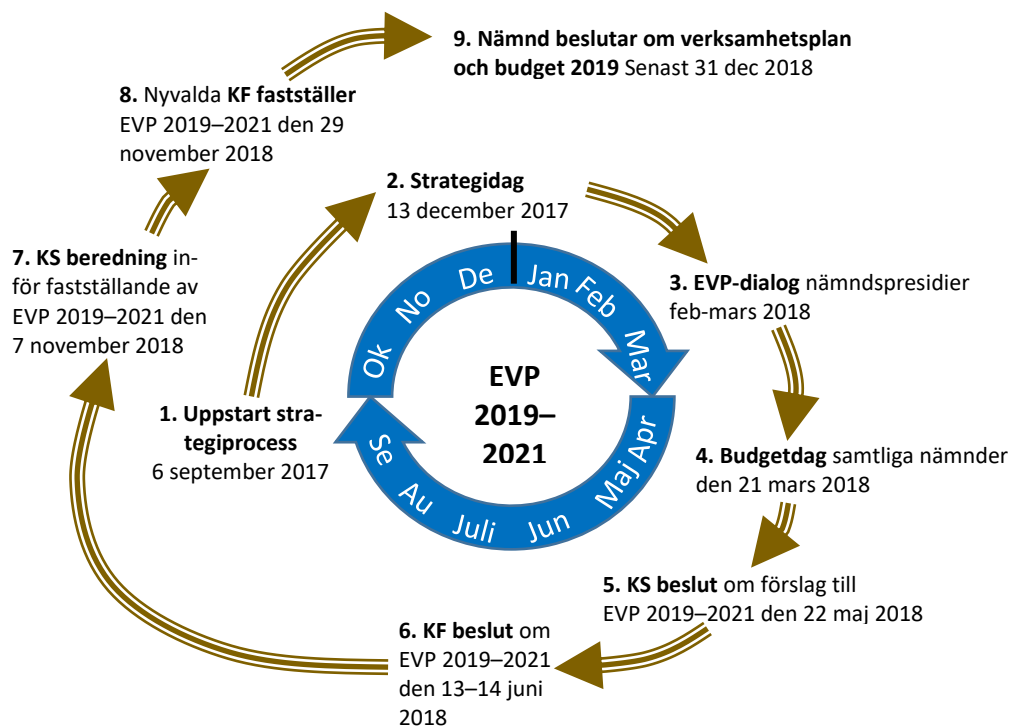 9. Nämnd beslutar om verksamhetsplan
och budget 2019 Senast 31 dec 2018
8. Nyvalda KF fastställer
EVP 2019–2021 den 29
november 2018
2. Strategidag
13 december 2017
7. KS beredning in-
för fastställande av
EVP 2019–2021 den
7 november 2018
3. EVP-dialog nämndspresidier
feb-mars 2018
1. Uppstart stra-
tegiprocess
6 september 2017
EVP
2019–
2021
Jan
Feb
Mar
Apr
Maj
Jun
Juli
Au
Se
Ok
No
De
4. Budgetdag samtliga nämnder
den 21 mars 2018
5. KS beslut om förslag till
EVP 2019–2021 den 22 maj 2018
6. KF beslut om
EVP 2019–2021
den 13–14 juni
2018